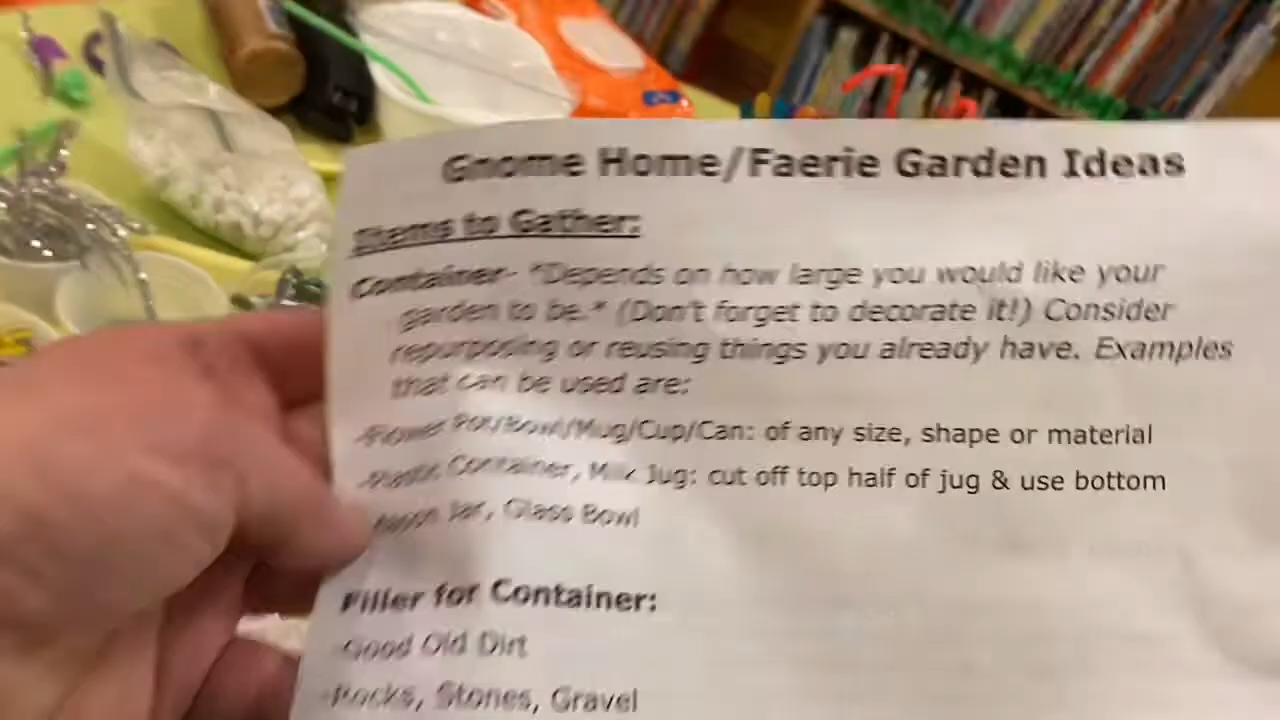 Gnome Home/Faerie Garden Ideas
Items to Gather:
Container- *Depends on how large you would like your
garden to be.* (Don't forget to decorate it!) Consider
repurposing or reusing things you already have. Examples
that can be used are:
-Flower Pot/Bowl/Mug/Cup/Can: of any size, shape or material
-Plastic Container, Milk Jug: cut off top half of jug & use bottom
-Mason Jar, Glass Bowl
Filler for Container:
-Good Old Dirt
-Rocks, Stones, Gravel